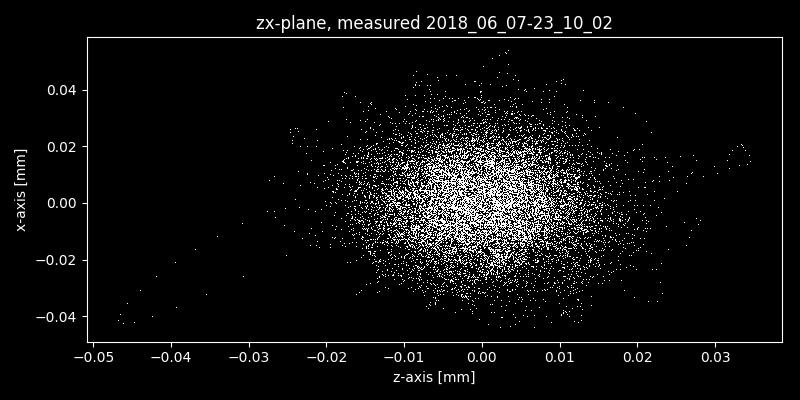 zx-plane, measured 2018_06_07-23_10_02
0.04
0.02
0.00
−0.02
−0.04
x-axis [mm]
−0.05 −0.04 −0.03 −0.02 −0.01 0.00 0.01 0.02 0.03
z-axis [mm]